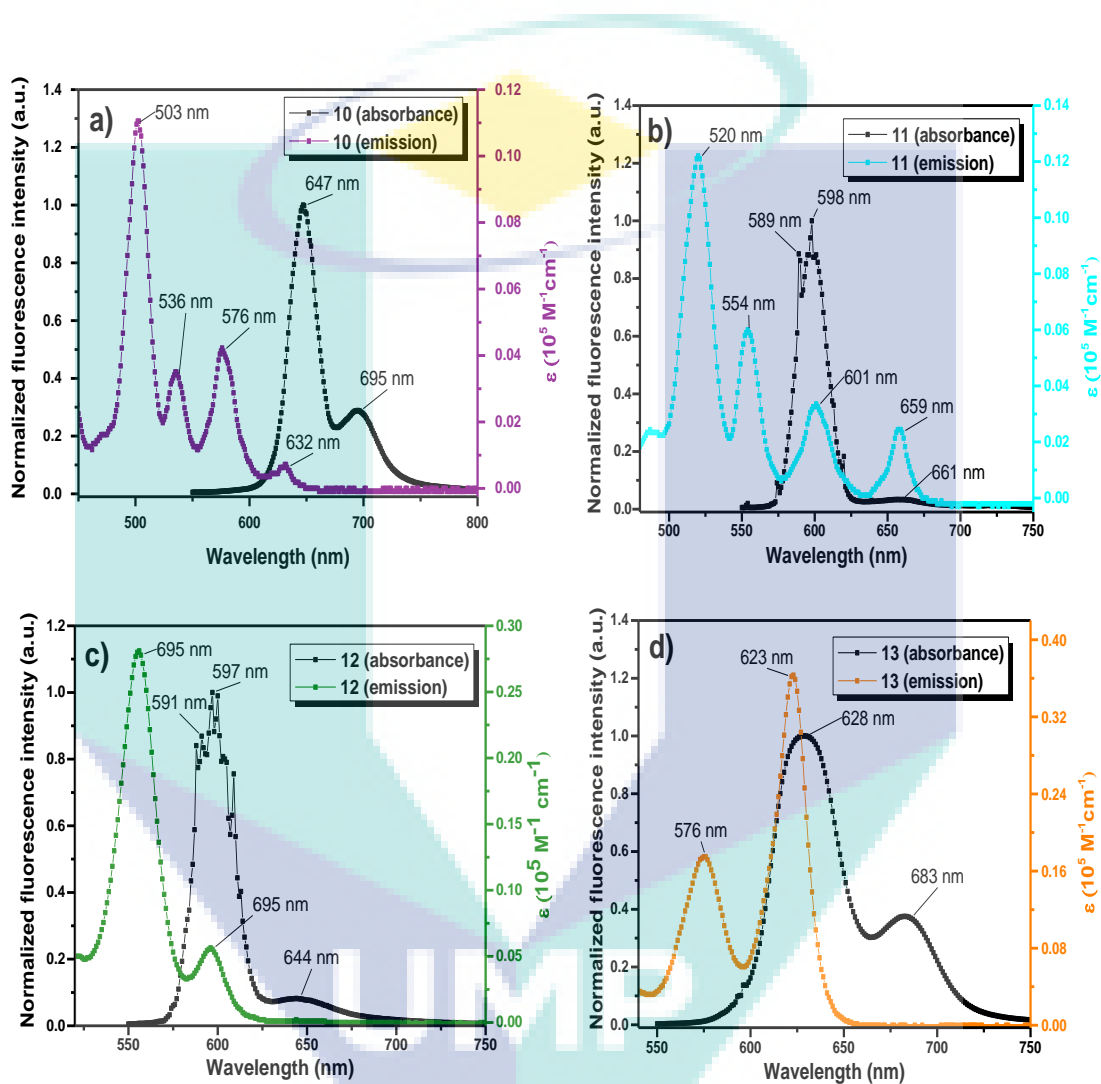 a)
10 (absorbance)
10 (emission)
503 nm
536 nm
576 nm
632 nm
647 nm
695 nm
Normalized fluorescence intensity (a.u.)
1.4
1.2
1.0
0.8
0.6
0.4
0.2
0.0
500
600
700
800
Wavelength (nm)
0.12
0.10
0.08
0.06
0.04
0.02
0.00
ε (10⁵ M⁻¹cm⁻¹)
b)
11 (absorbance)
11 (emission)
520 nm
554 nm
589 nm
598 nm
601 nm
659 nm
661 nm
Normalized fluorescence intensity (a.u.)
1.4
1.2
1.0
0.8
0.6
0.4
0.2
0.0
500
550
600
650
700
750
Wavelength (nm)
0.14
0.12
0.10
0.08
0.06
0.04
0.02
0.00
ε (10⁵ M⁻¹cm⁻¹)
c)
12 (absorbance)
12 (emission)
695 nm
591 nm
597 nm
695 nm
644 nm
Normalized fluorescence intensity (a.u.)
1.2
1.0
0.8
0.6
0.4
0.2
0.0
550
600
650
700
750
Wavelength (nm)
0.30
0.25
0.20
0.15
0.10
0.05
0.00
ε (10⁵ M⁻¹ cm⁻¹)
d)
13 (absorbance)
13 (emission)
623 nm
628 nm
576 nm
683 nm
Normalized fluorescence intensity (a.u.)
1.4
1.2
1.0
0.8
0.6
0.4
0.2
0.0
550
600
650
700
750
Wavelength (nm)
0.40
0.32
0.24
0.16
0.08
0.00
ε (10⁵ M⁻¹cm⁻¹)
UMP